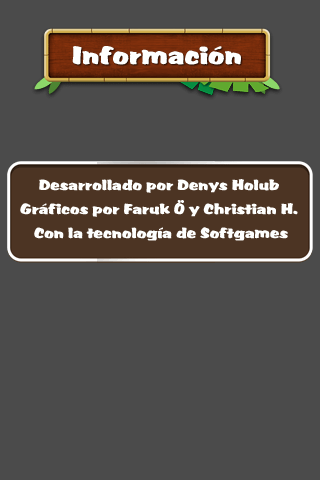 Información
Desarrollado por Denys Holub
Gráficos por Faruk Ö y Christian H.
Con la tecnología de Softgames